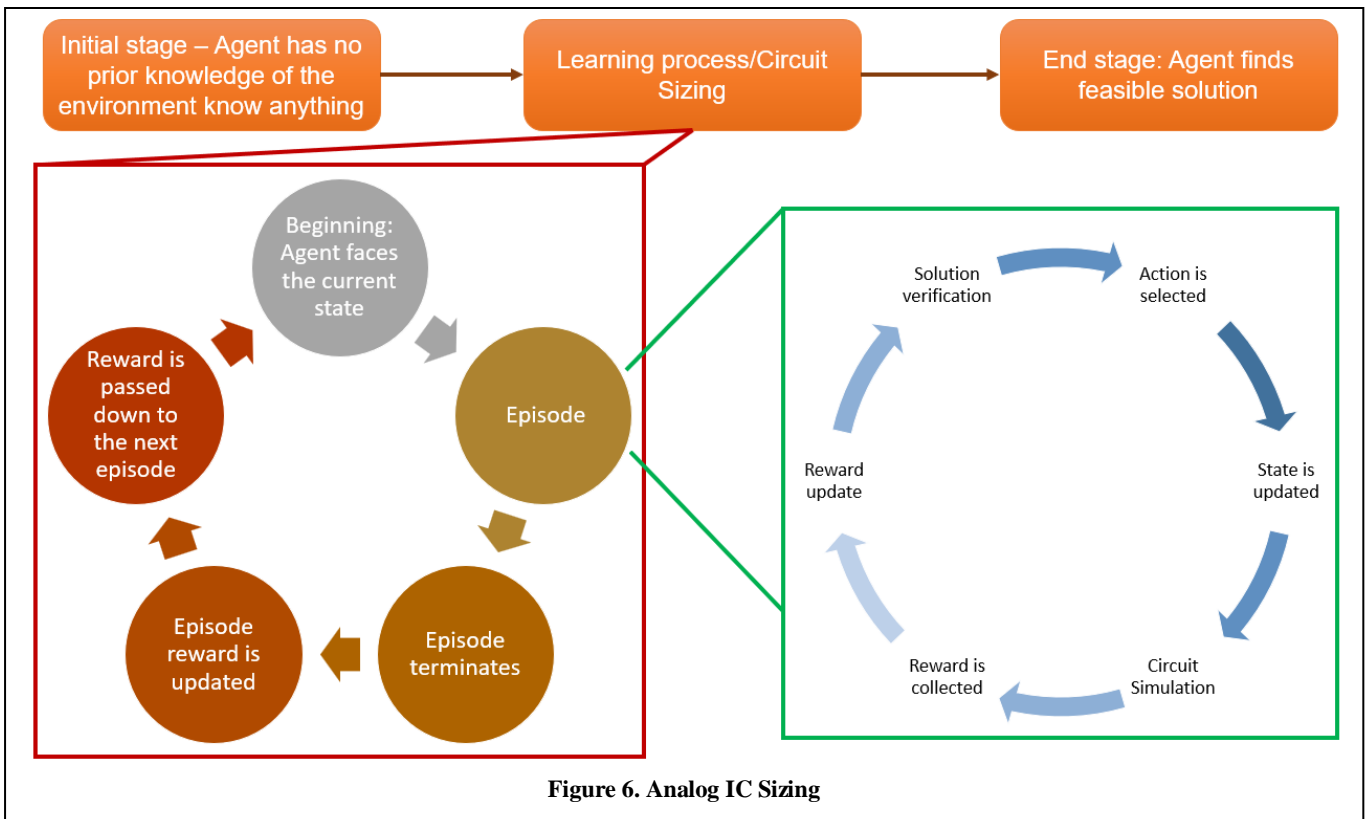 Initial stage – Agent has no
prior knowledge of the
environment know anything
Learning process/Circuit
Sizing
End stage: Agent finds
feasible solution
Beginning:
Agent faces
the current
state
Episode
Episode
terminates
Episode
reward is
updated
Reward is
passed
down to
the next
episode
Solution
verification
Action is
selected
State is
updated
Circuit
Simulation
Reward is
collected
Reward
update
Figure 6. Analog IC Sizing